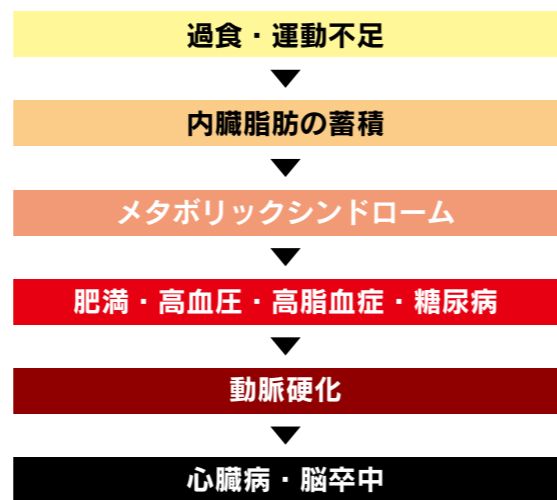 過食・運動不足
内臓脂肪の蓄積
メタボリックシンドローム
肥満・高血圧・高脂血症・糖尿病
動脈硬化
心臓病・脳卒中